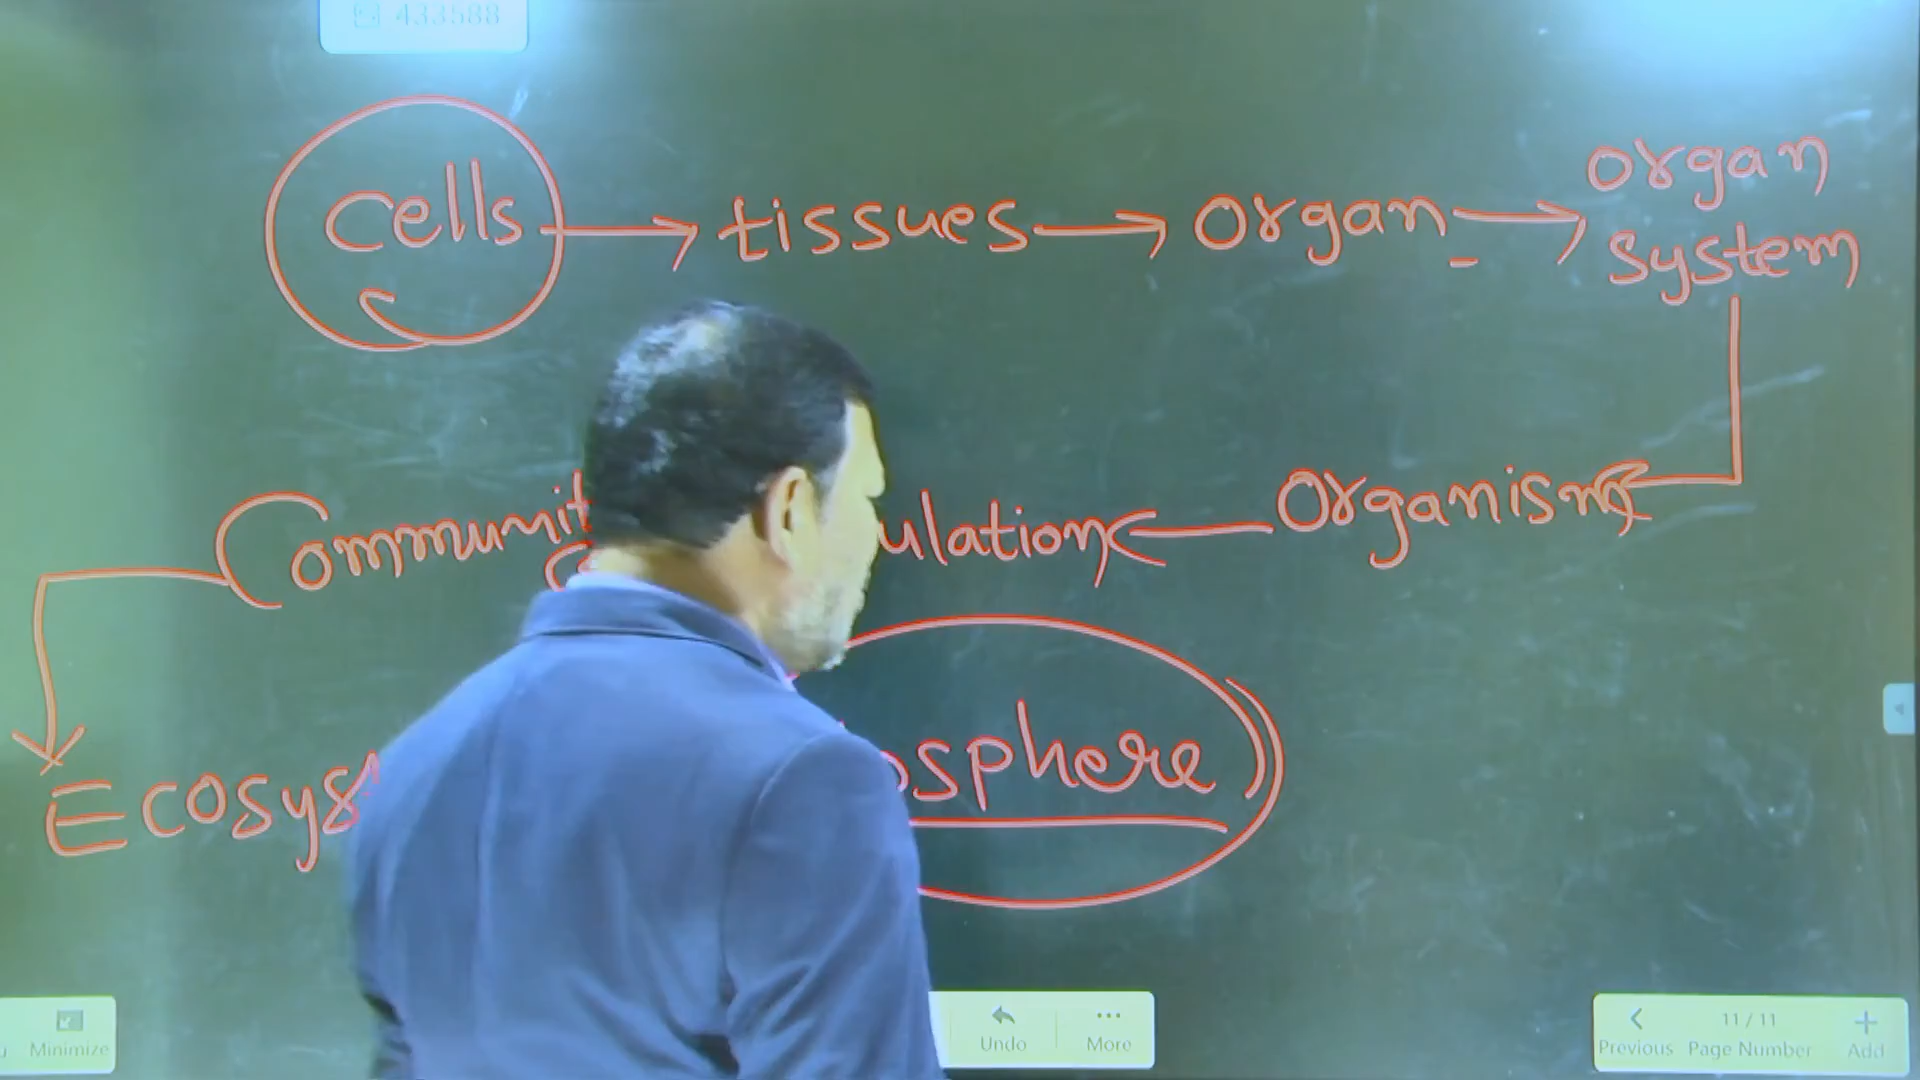 433588
cells → tissues → organ → organ system
Communit ulation ← organism
Ecosys osphere
Minimize
Undo More
Previous 11/11 Page Number Add